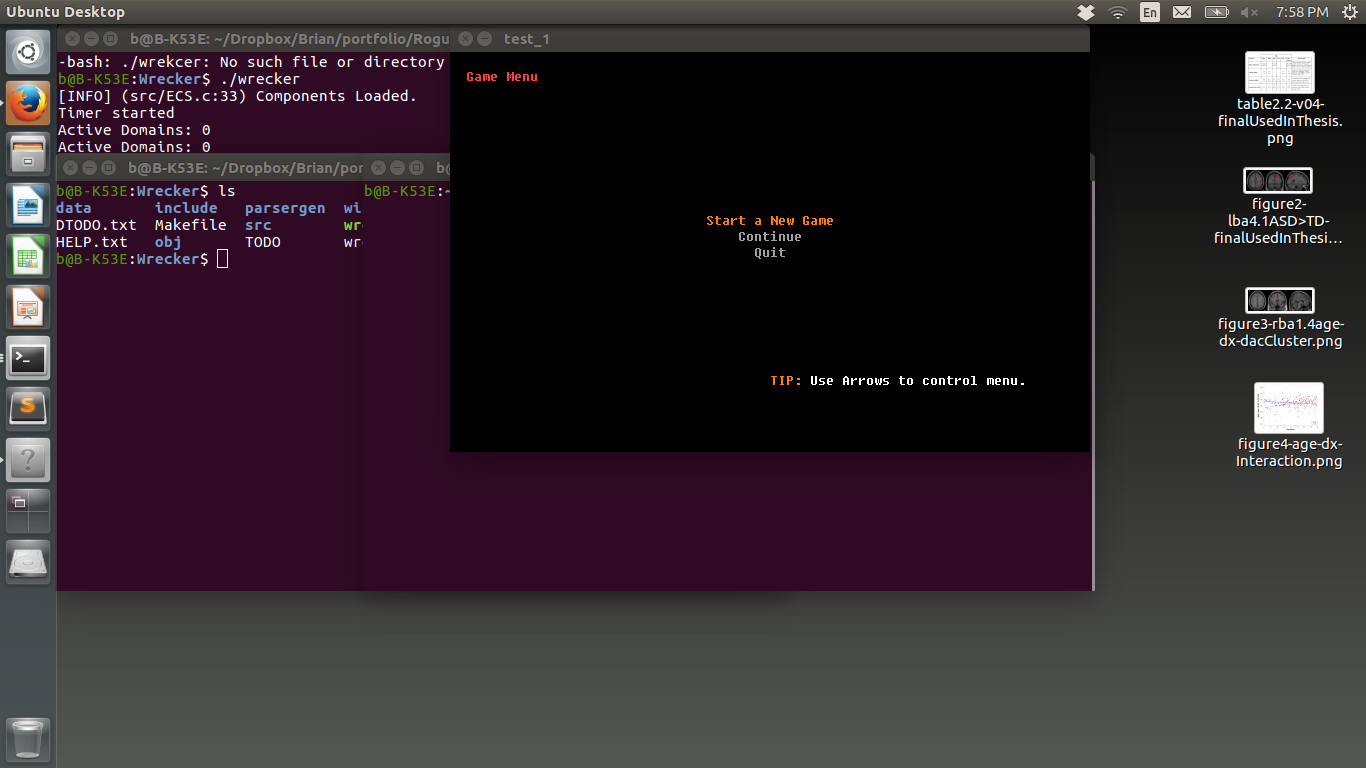 Ubuntu Desktop
En
7:58 PM
b@B-K53E: ~/Dropbox/Brian/portfolio/Rogu
-bash: ./wrekcer: No such file or directory
b@B-K53E:Wrecker$ ./wrecker
[INFO] (src/ECS.c:33) Components Loaded.
Timer started
Active Domains: 0
Active Domains: 0
b@B-K53E: ~/Dropbox/Brian/por
b@B-K53E:Wrecker$ ls
data include parsergen wi
DTODO.txt Makefile src wr
HELP.txt obj TODO wr
b@B-K53E:Wrecker$
b@B-K53E:~
test_1
Game Menu
Start a New Game
Continue
Quit
TIP: Use Arrows to control menu.
table2.2-v04-
finalUsedInThesis.
png
figure2-
lba4.1ASD>TD-
finalUsedInThesi...
figure3-rba1.4age-
dx-dacCluster.png
figure4-age-dx-
Interaction.png